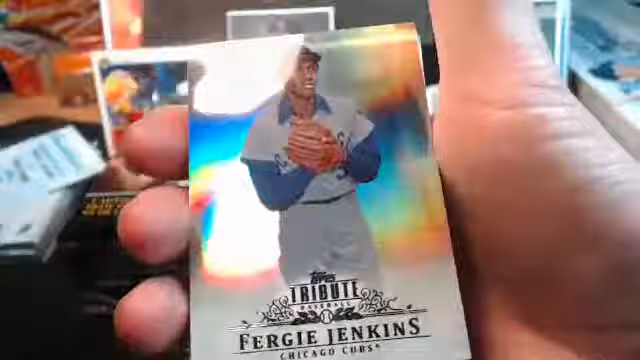 Topps
TRIBUTE
BASEBALL
FERGIE JENKINS
CHICAGO CUBS®